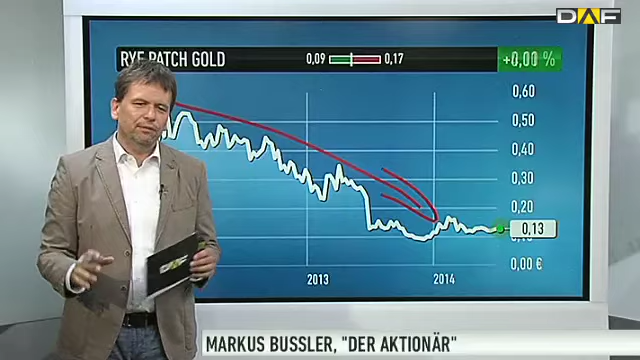 DAF
RYE PATCH GOLD 0,09 0,17 +0,00 %
0,60
0,50
0,40
0,30
0,20
0,13
0,00 €
2013 2014
MARKUS BUSSLER, "DER AKTIONÄR"